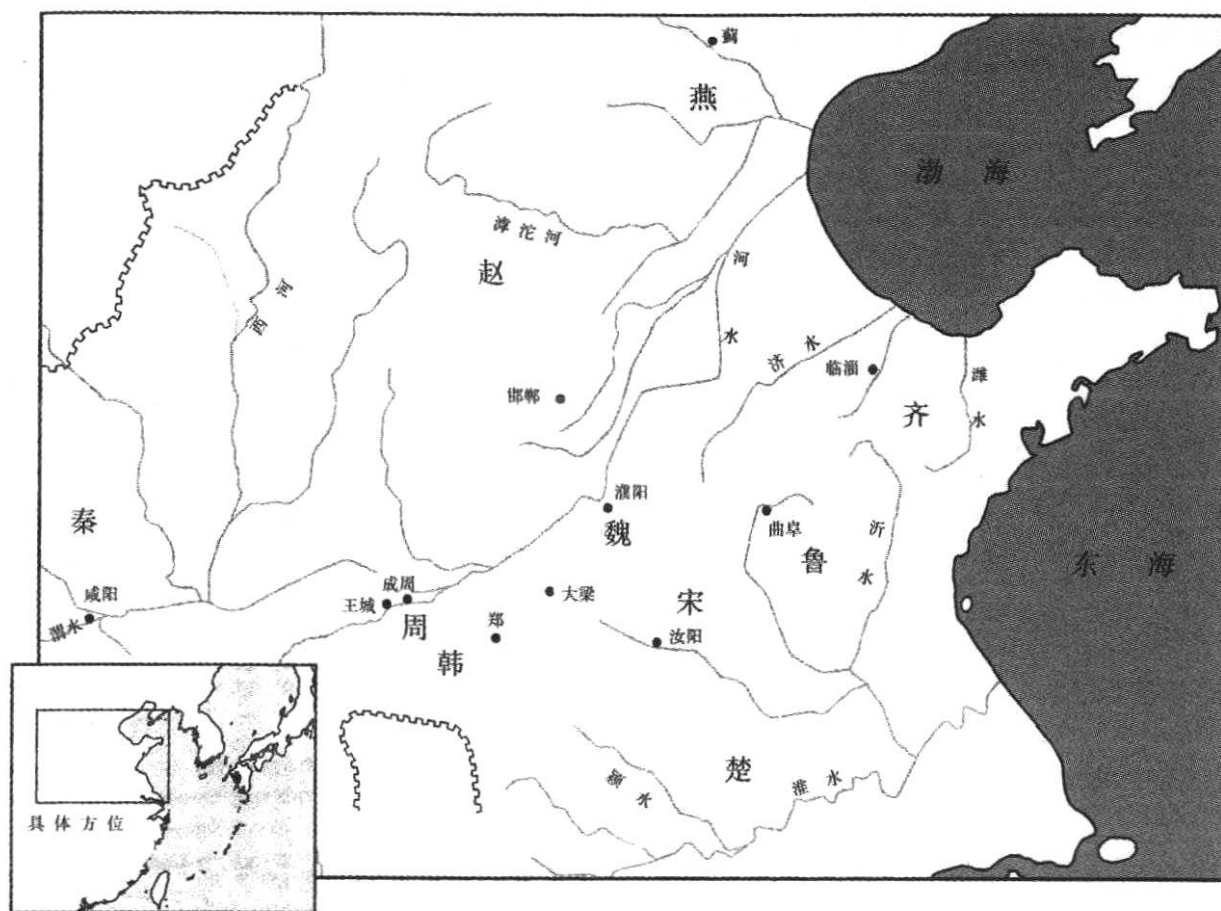 蓟
燕
渤海
滹沱河
赵
河水
西河
济水
临淄
潍水
邯郸
齐
濮阳
魏
曲阜
沂水
鲁
秦
东海
咸阳
渭水
成周
王城
周
大梁
宋
郑
汝阳
韩
楚
颍水
淮水
具体方位